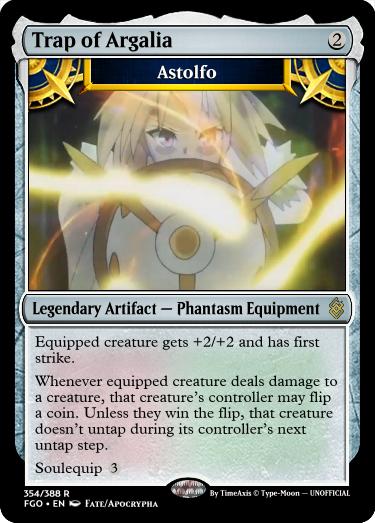 Trap of Argalia 2
Astolfo
Legendary Artifact — Phantasm Equipment
Equipped creature gets +2/+2 and has first
strike.
Whenever equipped creature deals damage to
a creature, that creature's controller may flip
a coin. Unless they win the flip, that creature
doesn't untap during its controller's next
untap step.
Soulequip 3
354/388 R
FGO • EN Fate/Apocrypha
By TimeAxis © Type-Moon — UNOFFICIAL